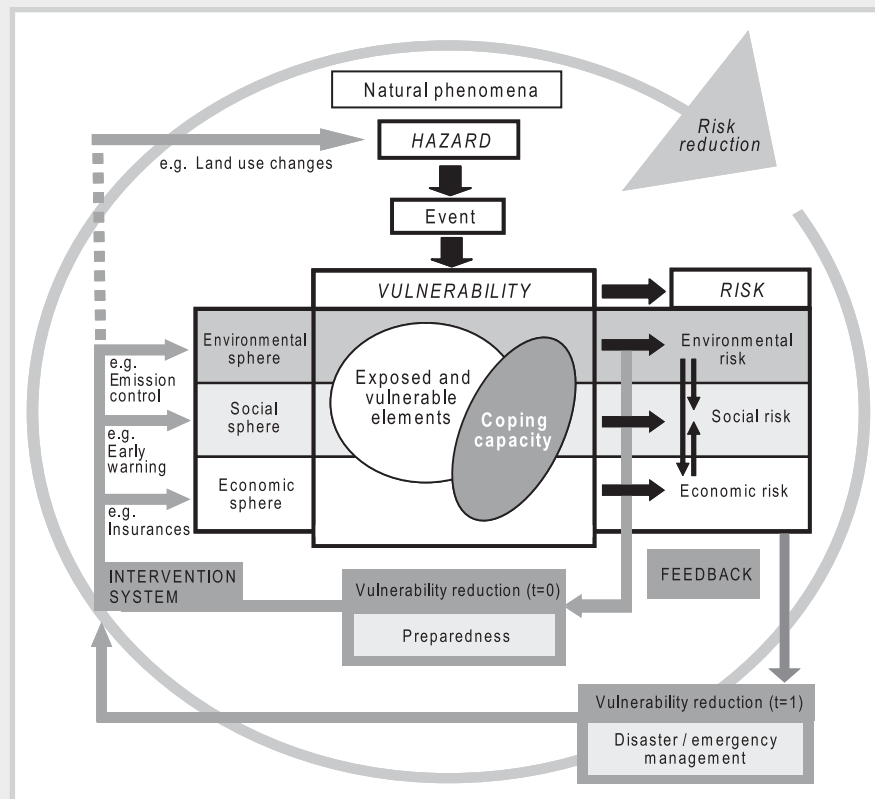 Natural phenomena
HAZARD
e.g. Land use changes
Risk
reduction
Event
VULNERABILITY
RISK
Environmental
sphere
Exposed and
vulnerable
elements
Coping
capacity
Environmental
risk
e.g.
Emission
control
Social
sphere
Social risk
e.g.
Early
warning
Economic
sphere
Economic risk
e.g.
Insurances
INTERVENTION
SYSTEM
Vulnerability reduction (t=0)
Preparedness
FEEDBACK
Vulnerability reduction (t=1)
Disaster / emergency
management